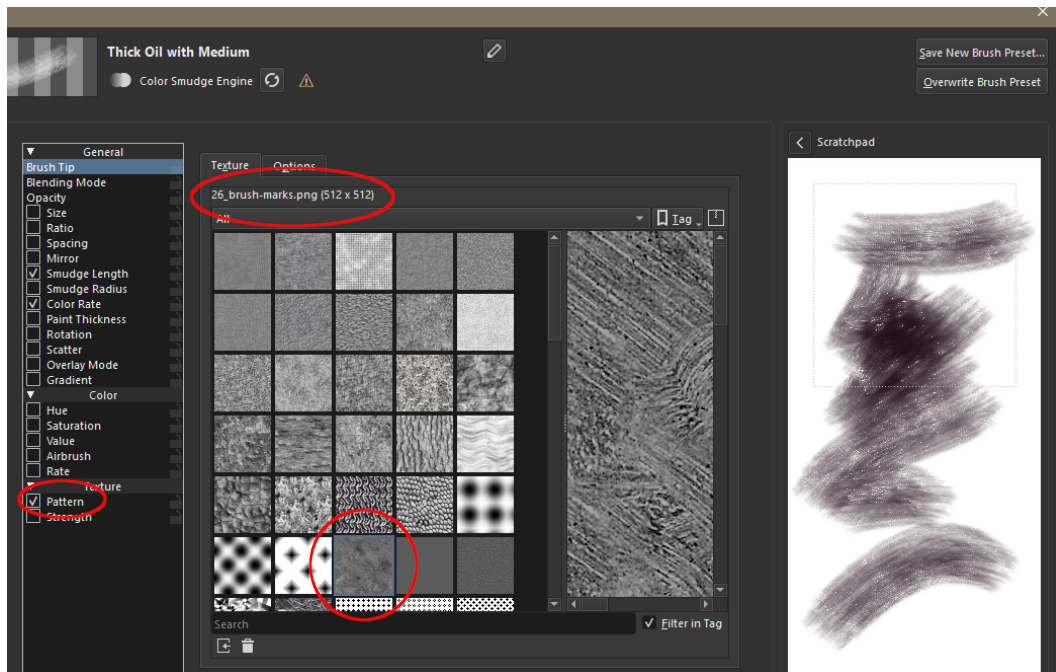 Thick Oil with Medium
Color Smudge Engine
Save New Brush Preset...
Overwrite Brush Preset
General
Brush Tip
Blending Mode
Opacity
Size
Ratio
Spacing
Mirror
Smudge Length
Smudge Radius
Color Rate
Paint Thickness
Rotation
Scatter
Overlay Mode
Gradient
Color
Hue
Saturation
Value
Airbrush
Rate
Texture
Pattern
Strength
Texture Options
26_brush-marks.png (512 x 512)
All
Tag
Search
Filter in Tag
Scratchpad